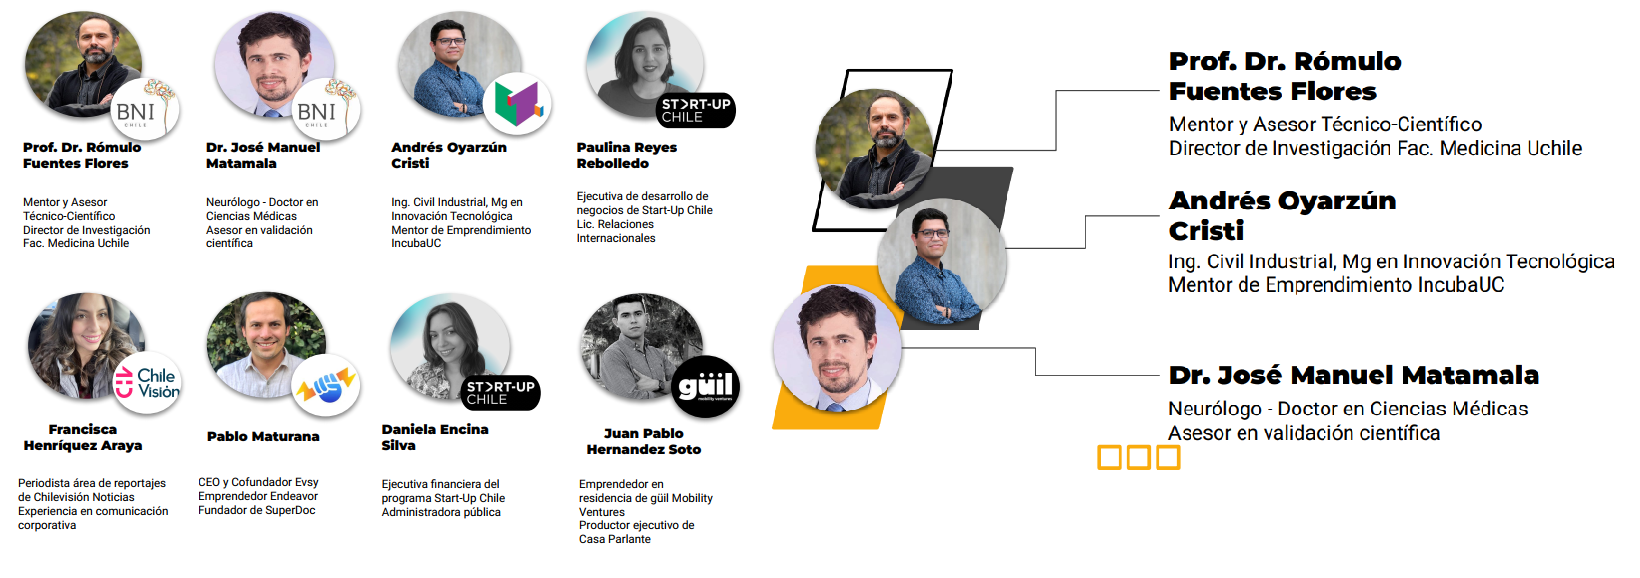 BNI
CHILE
Prof. Dr. Rómulo
Fuentes Flores
Mentor y Asesor
Técnico-Científico
Director de Investigación
Fac. Medicina Uchile
BNI
CHILE
Dr. José Manuel
Matamala
Neurólogo - Doctor en
Ciencias Médicas
Asesor en validación
científica
Andrés Oyarzún
Cristi
Ing. Civil Industrial, Mg en
Innovación Tecnológica
Mentor de Emprendimiento
IncubaUC
START-UP
CHILE
Paulina Reyes
Rebolledo
Ejecutiva de desarrollo de
negocios de Start-Up Chile
Lic. Relaciones
Internacionales
CHV
Chile
Visión
Francisca
Henríquez Araya
Periodista área de reportajes
de Chilevisión Noticias
Experiencia en comunicación
corporativa
Pablo Maturana
CEO y Cofundador Evsy
Emprendedor Endeavor
Fundador de SuperDoc
START-UP
CHILE
Daniela Encina
Silva
Ejecutiva financiera del
programa Start-Up Chile
Administradora pública
güil
mobility ventures
Juan Pablo
Hernandez Soto
Emprendedor en
residencia de güil Mobility
Ventures
Productor ejecutivo de
Casa Parlante
Prof. Dr. Rómulo
Fuentes Flores
Mentor y Asesor Técnico-Científico
Director de Investigación Fac. Medicina Uchile
Andrés Oyarzún
Cristi
Ing. Civil Industrial, Mg en Innovación Tecnológica
Mentor de Emprendimiento IncubaUC
Dr. José Manuel Matamala
Neurólogo - Doctor en Ciencias Médicas
Asesor en validación científica